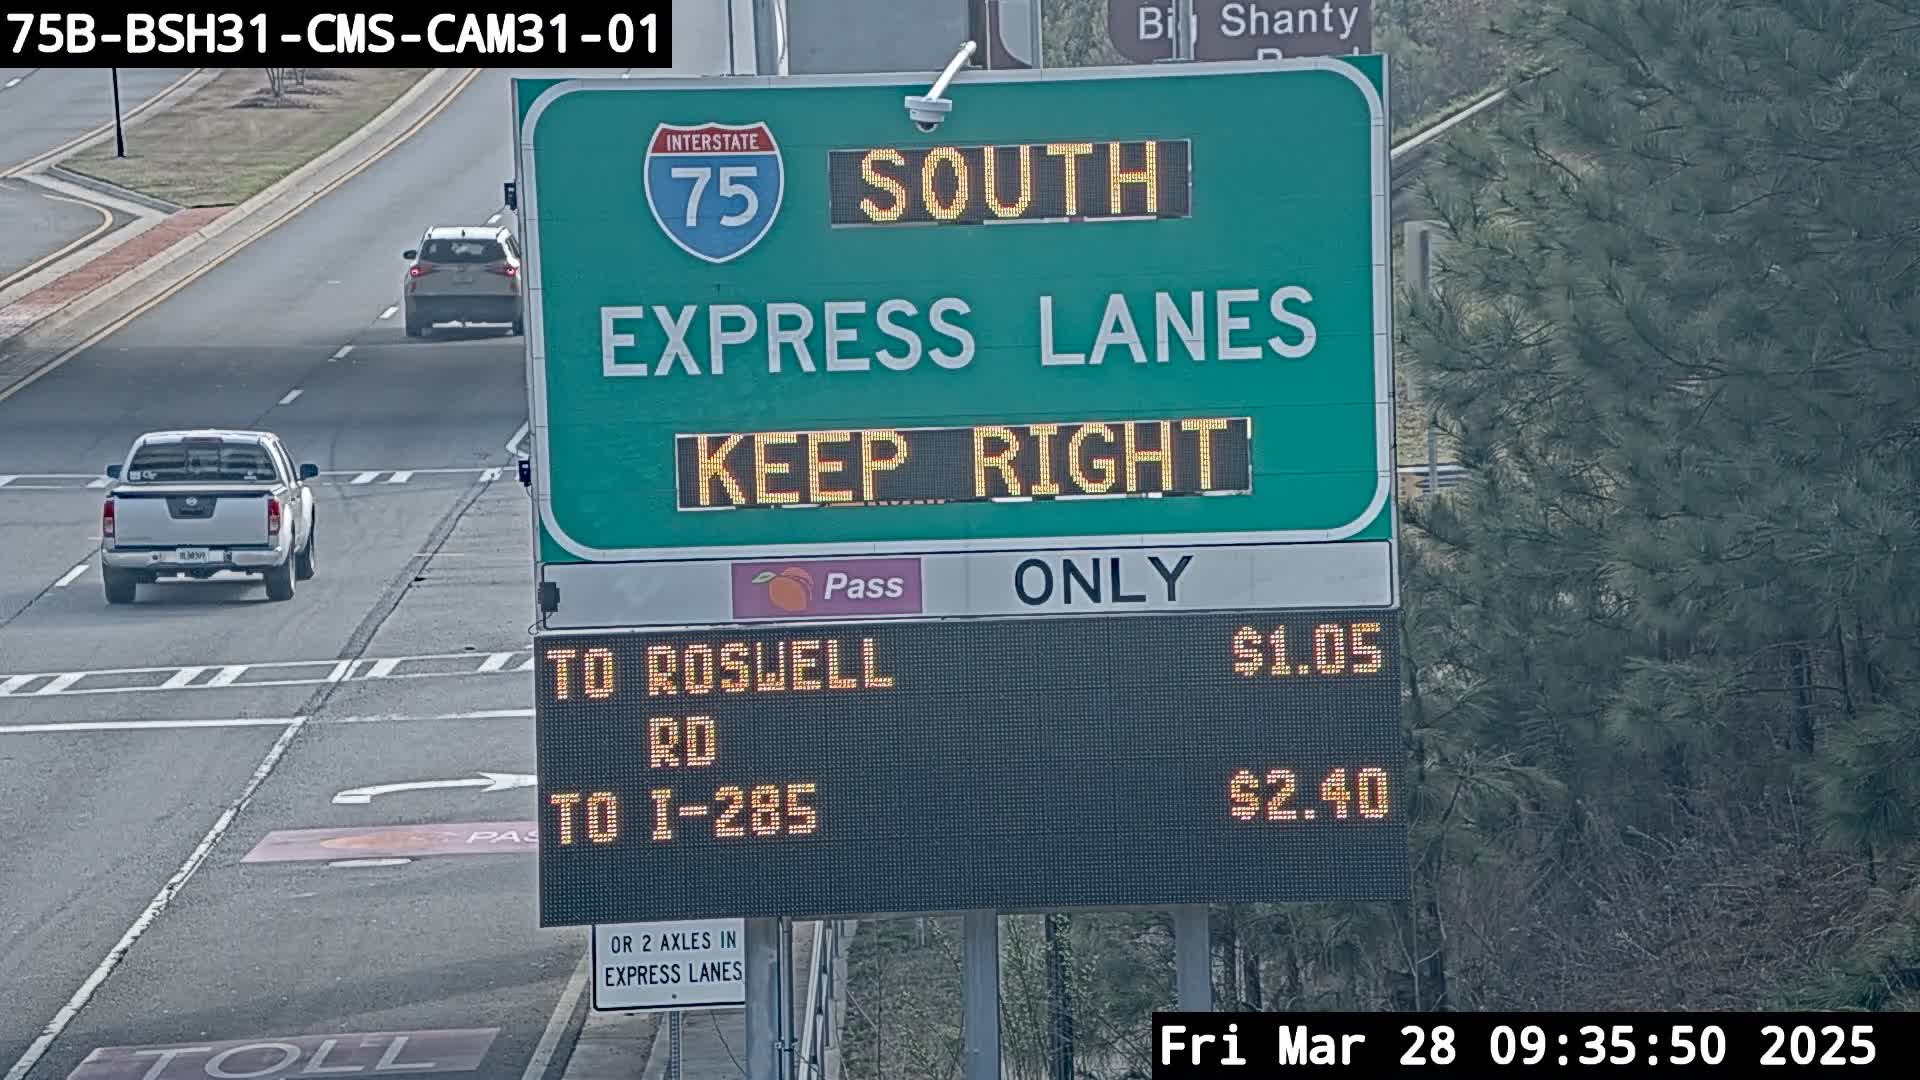 75B-BSH31-CMS-CAM31-01
Big Shanty
INTERSTATE
75
SOUTH
EXPRESS LANES
KEEP RIGHT
Pass ONLY
TO ROSWELL $1.05
RD
TO I-285 $2.40
OR 2 AXLES IN
EXPRESS LANES
TOLL
Fri Mar 28 09:35:50 2025